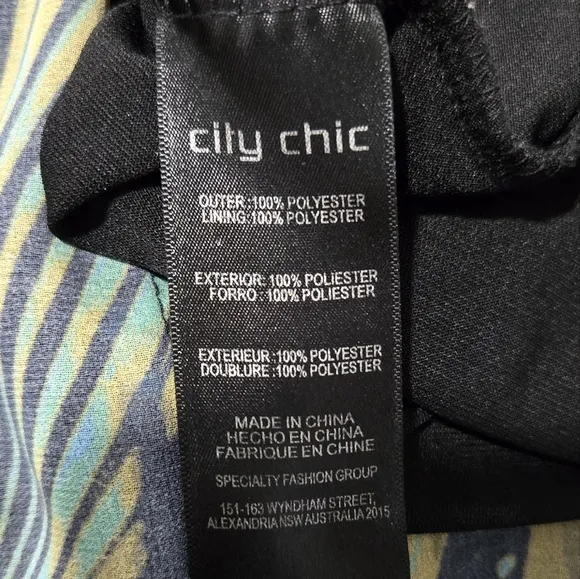 city chic
OUTER :100% POLYESTER
LINING:100% POLYESTER
EXTERIOR: 100% POLIESTER
FORRO : 100% POLIESTER
EXTERIEUR :100% POLYESTER
DOUBLURE :100% POLYESTER
MADE IN CHINA
HECHO EN CHINA
FABRIQUE EN CHINE
SPECIALTY FASHION GROUP
151-163 WYNDHAM STREET,
ALEXANDRIA NSW AUSTRALIA 2015